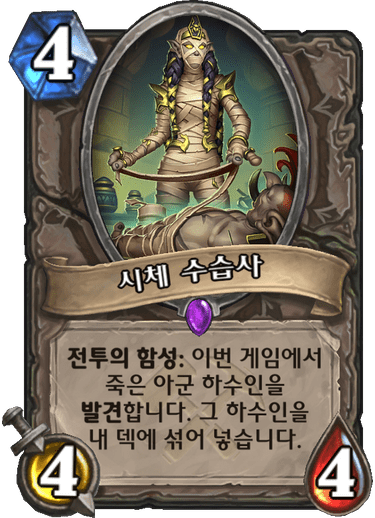 4
시체 수습사
전투의 함성: 이번 게임에서
죽은 아군 하수인을
발견합니다. 그 하수인을
내 덱에 섞어 넣습니다.
4
4